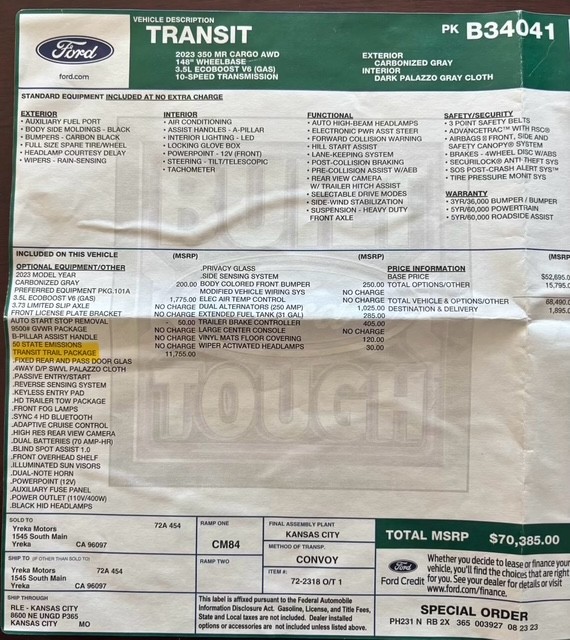 Ford
ford.com
VEHICLE DESCRIPTION
TRANSIT
2023 350 MR CARGO AWD
148" WHEELBASE
3.5L ECOBOOST V6 (GAS)
10-SPEED TRANSMISSION
PK B34041
EXTERIOR
CARBONIZED GRAY
INTERIOR
DARK PALAZZO GRAY CLOTH
STANDARD EQUIPMENT INCLUDED AT NO EXTRA CHARGE
EXTERIOR
• AUXILIARY FUEL PORT
• BODY SIDE MOLDINGS - BLACK
• BUMPERS - CARBON BLACK
• FULL SIZE SPARE TIRE/WHEEL
• HEADLAMP COURTESY DELAY
• WIPERS - RAIN-SENSING
INTERIOR
• AIR CONDITIONING
• ASSIST HANDLES - A-PILLAR
• INTERIOR LIGHTING - LED
• LOCKING GLOVE BOX
• POWERPOINT - 12V (FRONT)
• STEERING - TILT/TELESCOPIC
• TACHOMETER
FUNCTIONAL
• AUTO HIGH-BEAM HEADLAMPS
• ELECTRONIC PWR ASST STEER
• FORWARD COLLISION WARNING
• HILL START ASSIST
• LANE-KEEPING SYSTEM
• POST-COLLISION BRAKING
• PRE-COLLISION ASSIST W/AEB
• REAR VIEW CAMERA
W/ TRAILER HITCH ASSIST
• SELECTABLE DRIVE MODES
• SIDE-WIND STABILIZATION
• SUSPENSION - HEAVY DUTY
FRONT AXLE
SAFETY/SECURITY
• 3 POINT SAFETY BELTS
• ADVANCETRAC™ WITH RSC®
• AIRBAGS FRONT, SIDE AND
SAFETY CANOPY® SYSTEM
• BRAKES - 4WHEEL DISC W/ABS
• SECURILOCK® ANTI-THEFT SYS
• SOS POST-CRASH ALERT SYS™
• TIRE PRESSURE MONIT SYS
WARRANTY
• 3YR/36,000 BUMPER / BUMPER
• 5YR/60,000 POWERTRAIN
• 5YR/60,000 ROADSIDE ASSIST
BUILT
TOUGH
INCLUDED ON THIS VEHICLE (MSRP)
OPTIONAL EQUIPMENT/OTHER
2023 MODEL YEAR
CARBONIZED GRAY 200.00
PREFERRED EQUIPMENT PKG.101A
3.5L ECOBOOST V6 (GAS) 1,775.00
3.73 LIMITED SLIP AXLE NO CHARGE
FRONT LICENSE PLATE BRACKET NO CHARGE
AUTO START STOP REMOVAL 50.00
9500# GVWR PACKAGE NO CHARGE
B-PILLAR ASSIST HANDLE NO CHARGE
50 STATE EMISSIONS NO CHARGE
TRANSIT TRAIL PACKAGE 11,755.00
.FIXED REAR AND PASS DOOR GLAS
.4WAY D/P SWVL PALAZZO CLOTH
.PASSIVE ENTRY/START
.REVERSE SENSING SYSTEM
.KEYLESS ENTRY PAD
.HD TRAILER TOW PACKAGE
.FRONT FOG LAMPS
.SYNC 4 HD BLUETOOTH
.ADAPTIVE CRUISE CONTROL
.HIGH RES REAR VIEW CAMERA
.DUAL BATTERIES (70 AMP-HR)
.BLIND SPOT ASSIST 1.0
.FRONT OVERHEAD SHELF
.ILLUMINATED SUN VISORS
.DUAL-NOTE HORN
.POWERPOINT (12V)
.AUXILIARY FUSE PANEL
.POWER OUTLET (110V/400W)
.BLACK HID HEADLAMPS
(MSRP)
.PRIVACY GLASS
.SIDE SENSING SYSTEM
BODY COLORED FRONT BUMPER 250.00
MODIFIED VEHICLE WIRING SYS NO CHARGE
ELEC AIR TEMP CONTROL NO CHARGE
DUAL ALTERNATORS (250 AMP) 1,025.00
EXTENDED FUEL TANK (31 GAL) 285.00
TRAILER BRAKE CONTROLLER 405.00
LARGE CENTER CONSOLE NO CHARGE
VINYL MATS FLOOR COVERING 120.00
WIPER ACTIVATED HEADLAMPS 30.00
PRICE INFORMATION (MSRP)
BASE PRICE $52,695.0
TOTAL OPTIONS/OTHER 15,795.0
TOTAL VEHICLE & OPTIONS/OTHER 68,490.0
DESTINATION & DELIVERY 1,895.0
SOLD TO
Yreka Motors 72A 454
1545 South Main
Yreka CA 96097
SHIP TO (IF OTHER THAN SOLD TO)
Yreka Motors 72A 454
1545 South Main
Yreka CA 96097
SHIP THROUGH
RLE - KANSAS CITY
8600 NE UNGD P365
KANSAS CITY MO
RAMP ONE
CM84
RAMP TWO
FINAL ASSEMBLY PLANT
KANSAS CITY
METHOD OF TRANSP.
CONVOY
ITEM #:
72-2318 O/T 1
This label is affixed pursuant to the Federal Automobile
Information Disclosure Act. Gasoline, License, and Title Fees,
State and Local taxes are not included. Dealer installed
options or accessories are not included unless listed above.
TOTAL MSRP $70,385.00
Ford
Ford Credit
Whether you decide to lease or finance your
vehicle, you'll find the choices that are right
for you. See your dealer for details or visit
www.ford.com/finance.
SPECIAL ORDER
PH231 N RB 2X 365 003927 08 23 23